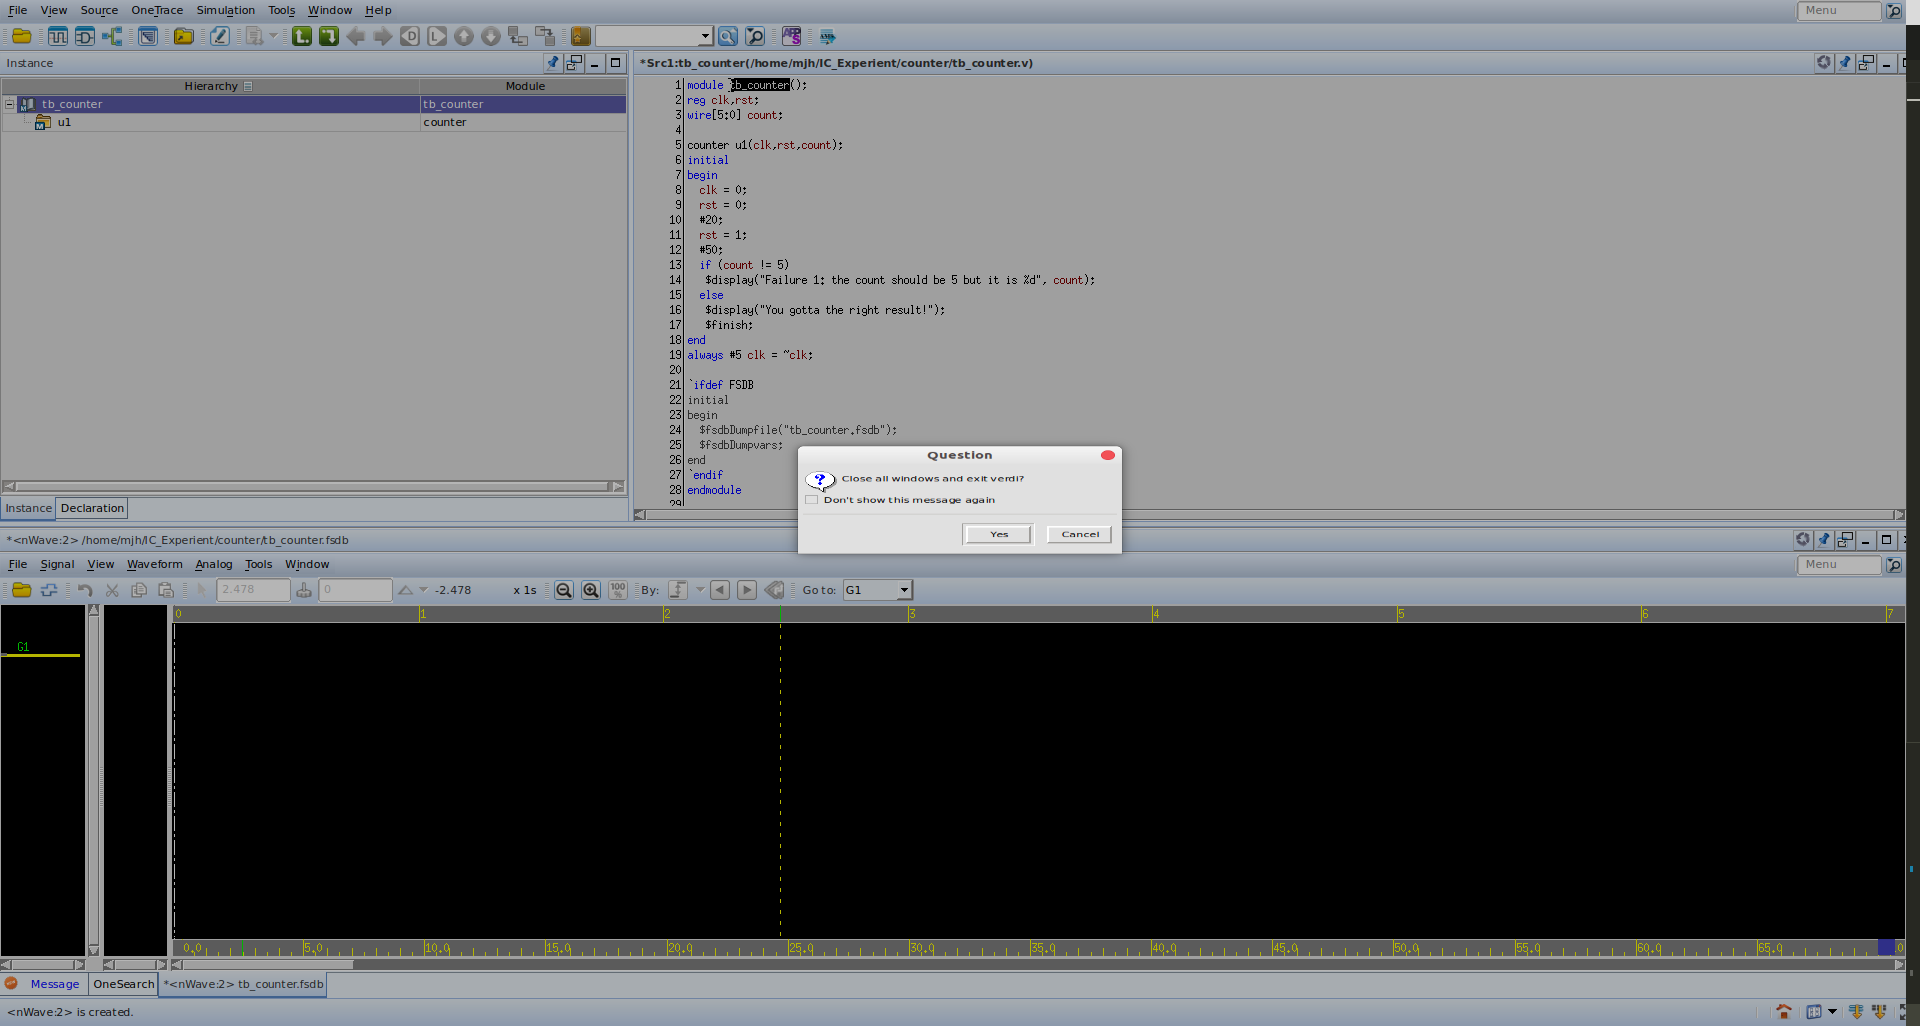 File View Source OneTrace Simulation Tools Window Help
Menu
Instance
*Src1:tb_counter(/home/mjh/IC_Experient/counter/tb_counter.v)
Hierarchy Module
tb_counter tb_counter
u1 counter
1 module tb_counter();
2 reg clk,rst;
3 wire[5:0] count;
4
5 counter u1(clk,rst,count);
6 initial
7 begin
8 clk = 0;
9 rst = 0;
10 #20;
11 rst = 1;
12 #50;
13 if (count != 5)
14 $display("Failure 1: the count should be 5 but it is %d", count);
15 else
16 $display("You gotta the right result!");
17 $finish;
18 end
19 always #5 clk = ~clk;
20
21 `ifdef FSDB
22 initial
23 begin
24 $fsdbDumpfile("tb_counter.fsdb");
25 $fsdbDumpvars;
26 end
27 `endif
28 endmodule
29
Question
Close all windows and exit verdi?
Don't show this message again
Yes Cancel
Instance Declaration
*<nWave:2> /home/mjh/IC_Experient/counter/tb_counter.fsdb
File Signal View Waveform Analog Tools Window
Menu
2.478 0 -2.478 x 1s 100 % By: Go to: G1
0 1 2 3 4 5 6 7
G1
0.0 5.0 10.0 15.0 20.0 25.0 30.0 35.0 40.0 45.0 50.0 55.0 60.0 65.0
Message OneSearch *<nWave:2> tb_counter.fsdb
<nWave:2> is created.